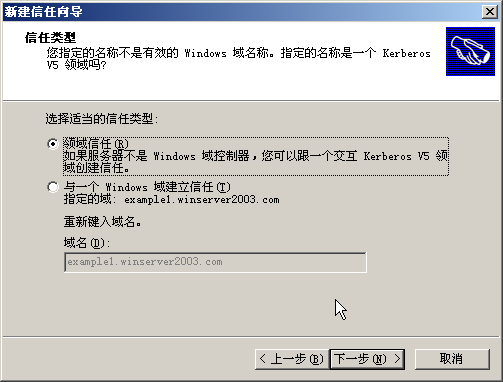 新建信任向导
信任类型
您指定的名称不是有效的 Windows 域名称。指定的名称是一个 Kerberos
V5 领域吗?
选择适当的信任类型:
领域信任(R)
如果服务器不是 Windows 域控制器，您可以跟一个交互 Kerberos V5 领
域创建信任。
与一个 Windows 域建立信任(T)
指定的域: example1.winserver2003.com
重新键入域名。
域名(D):
example1.winserver2003.com
< 上一步(B) 下一步(N) > 取消